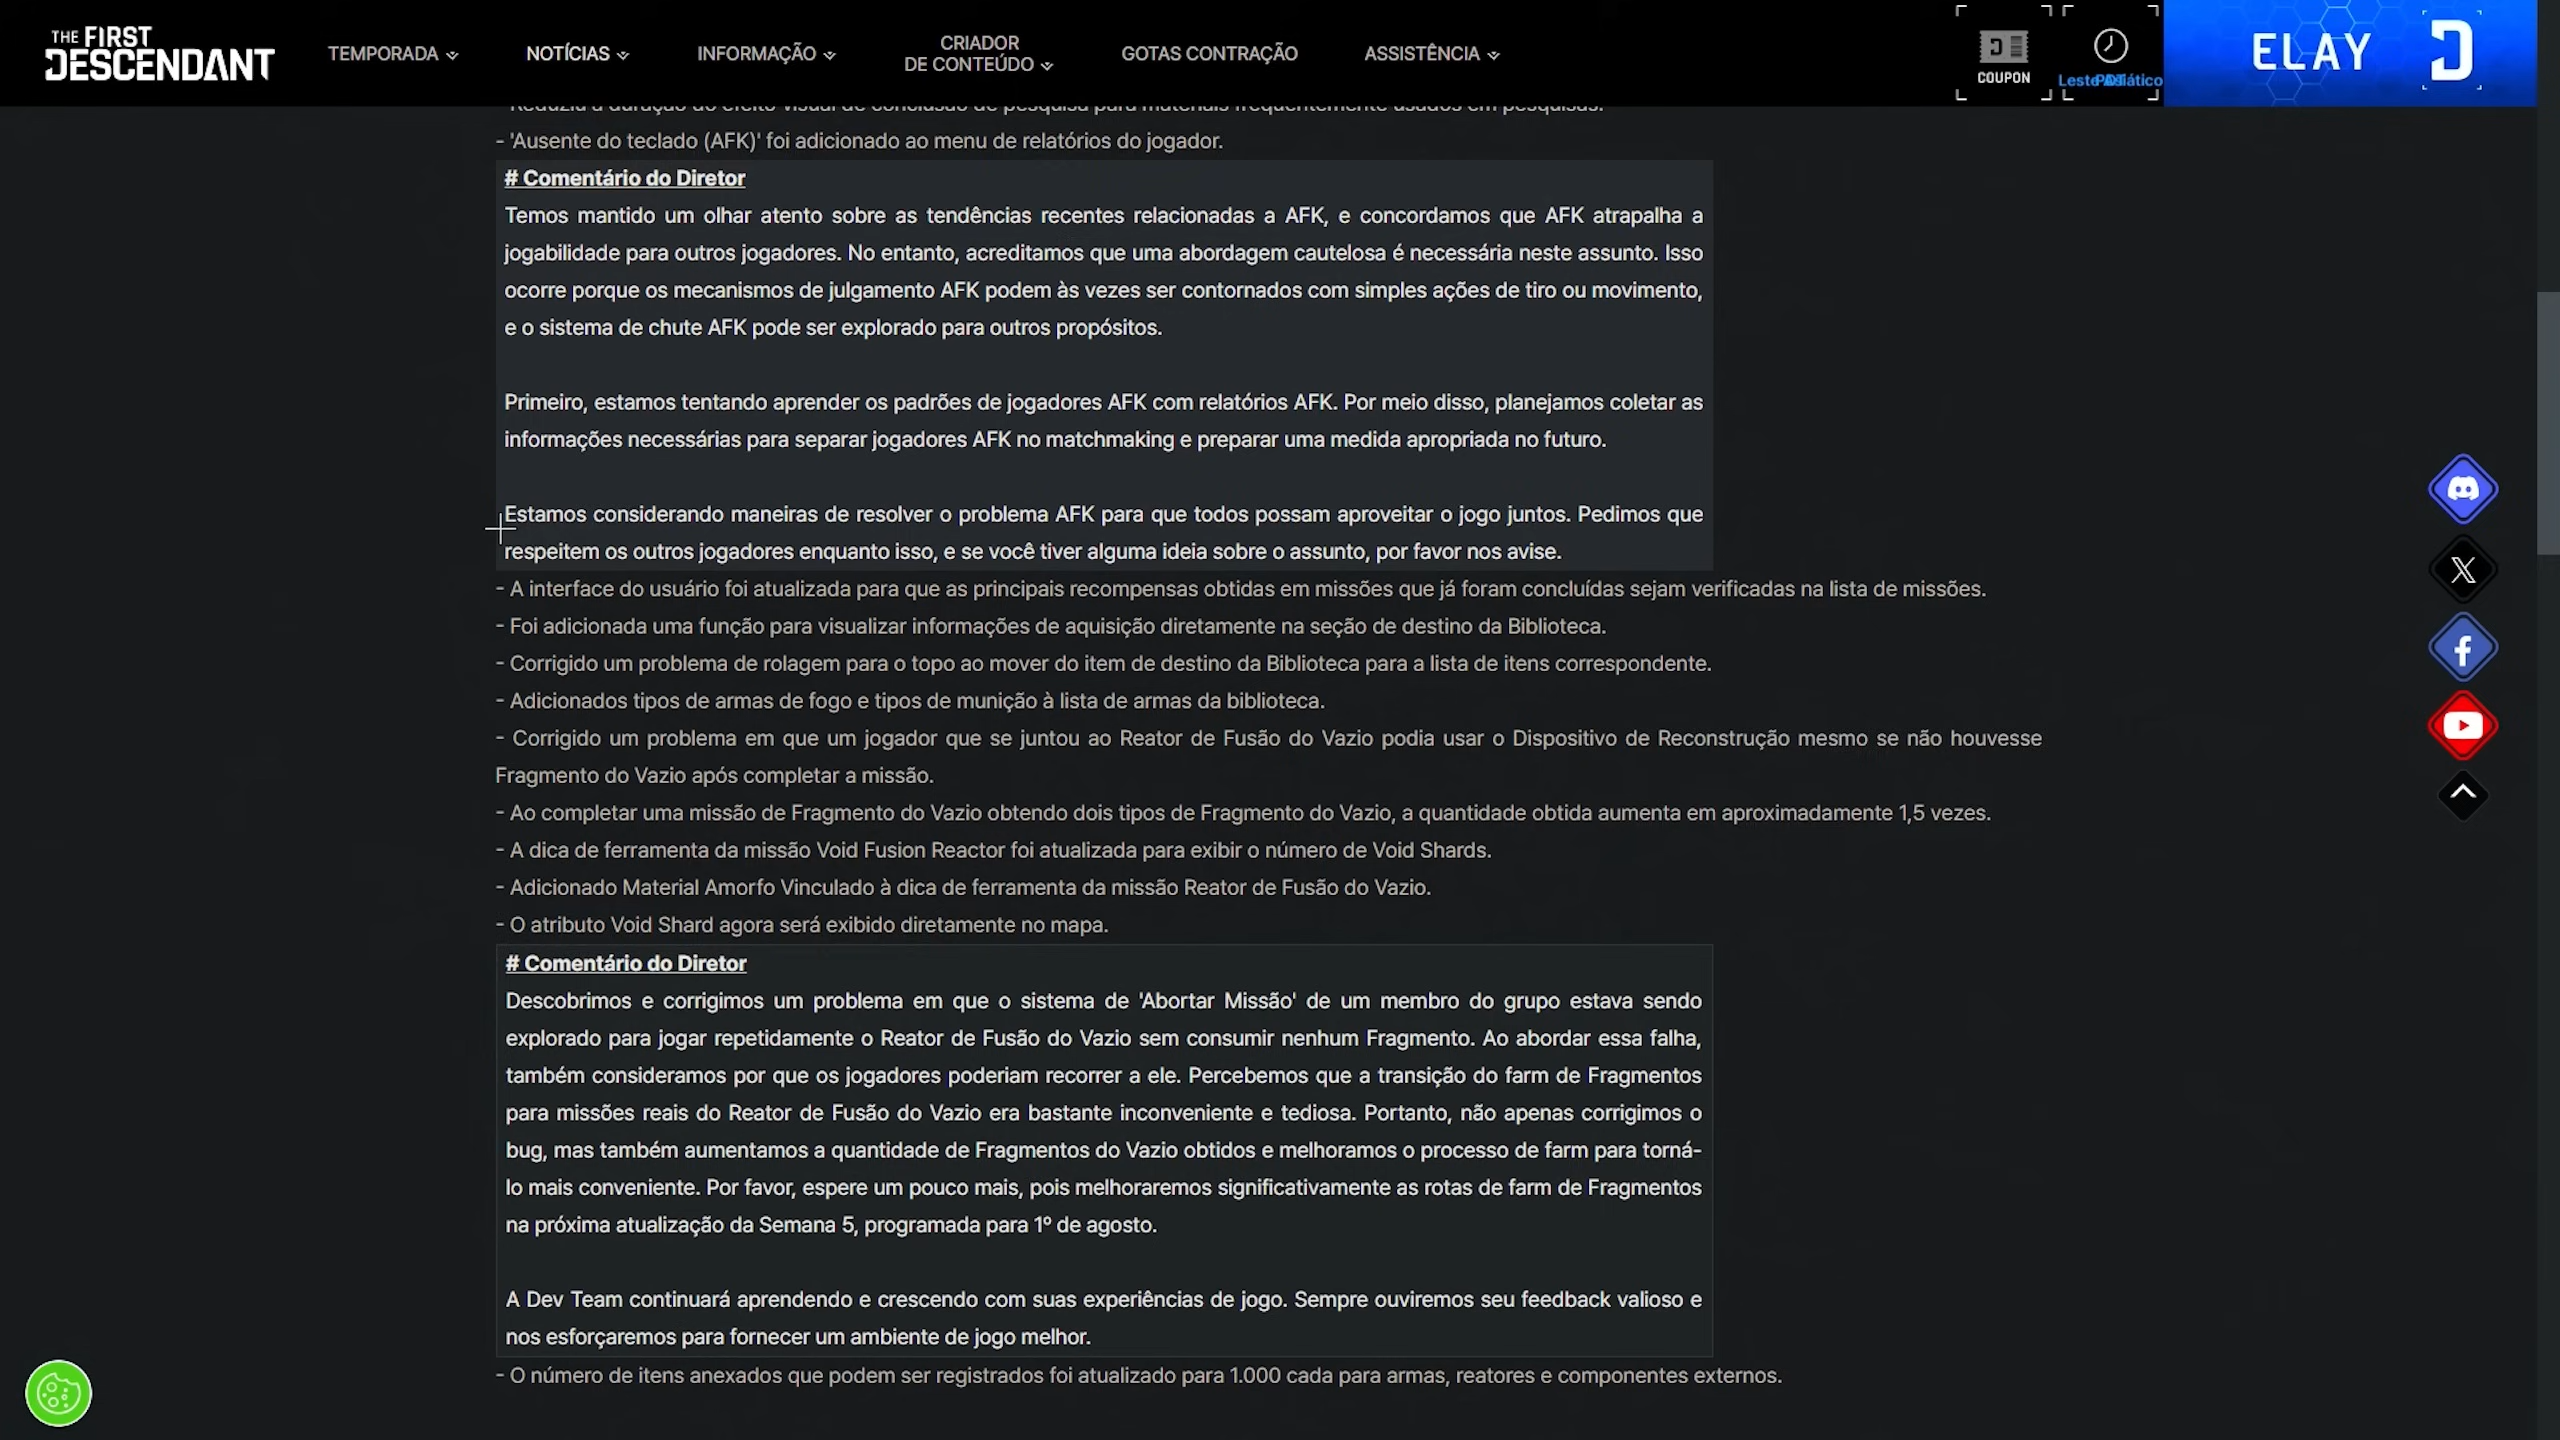 THE FIRST
DESCENDANT
TEMPORADA
NOTÍCIAS
INFORMAÇÃO
CRIADOR
DE CONTEÚDO
GOTAS CONTRAÇÃO
ASSISTÊNCIA
COUPON
ELAY
- Reduziu a duração do efeito visual de conclusão de pesquisa para materiais frequentemente usados em pesquisas.
- 'Ausente do teclado (AFK)' foi adicionado ao menu de relatórios do jogador.
# Comentário do Diretor
Temos mantido um olhar atento sobre as tendências recentes relacionadas a AFK, e concordamos que AFK atrapalha a
jogabilidade para outros jogadores. No entanto, acreditamos que uma abordagem cautelosa é necessária neste assunto. Isso
ocorre porque os mecanismos de julgamento AFK podem às vezes ser contornados com simples ações de tiro ou movimento,
e o sistema de chute AFK pode ser explorado para outros propósitos.
Primeiro, estamos tentando aprender os padrões de jogadores AFK com relatórios AFK. Por meio disso, planejamos coletar as
informações necessárias para separar jogadores AFK no matchmaking e preparar uma medida apropriada no futuro.
Estamos considerando maneiras de resolver o problema AFK para que todos possam aproveitar o jogo juntos. Pedimos que
respeitem os outros jogadores enquanto isso, e se você tiver alguma ideia sobre o assunto, por favor nos avise.
- A interface do usuário foi atualizada para que as principais recompensas obtidas em missões que já foram concluídas sejam verificadas na lista de missões.
- Foi adicionada uma função para visualizar informações de aquisição diretamente na seção de destino da Biblioteca.
- Corrigido um problema de rolagem para o topo ao mover do item de destino da Biblioteca para a lista de itens correspondente.
- Adicionados tipos de armas de fogo e tipos de munição à lista de armas da biblioteca.
- Corrigido um problema em que um jogador que se juntou ao Reator de Fusão do Vazio podia usar o Dispositivo de Reconstrução mesmo se não houvesse
Fragmento do Vazio após completar a missão.
- Ao completar uma missão de Fragmento do Vazio obtendo dois tipos de Fragmento do Vazio, a quantidade obtida aumenta em aproximadamente 1,5 vezes.
- A dica de ferramenta da missão Void Fusion Reactor foi atualizada para exibir o número de Void Shards.
- Adicionado Material Amorfo Vinculado à dica de ferramenta da missão Reator de Fusão do Vazio.
- O atributo Void Shard agora será exibido diretamente no mapa.
# Comentário do Diretor
Descobrimos e corrigimos um problema em que o sistema de 'Abortar Missão' de um membro do grupo estava sendo
explorado para jogar repetidamente o Reator de Fusão do Vazio sem consumir nenhum Fragmento. Ao abordar essa falha,
também consideramos por que os jogadores poderiam recorrer a ele. Percebemos que a transição do farm de Fragmentos
para missões reais do Reator de Fusão do Vazio era bastante inconveniente e tediosa. Portanto, não apenas corrigimos o
bug, mas também aumentamos a quantidade de Fragmentos do Vazio obtidos e melhoramos o processo de farm para torná-
lo mais conveniente. Por favor, espere um pouco mais, pois melhoraremos significativamente as rotas de farm de Fragmentos
na próxima atualização da Semana 5, programada para 1º de agosto.
A Dev Team continuará aprendendo e crescendo com suas experiências de jogo. Sempre ouviremos seu feedback valioso e
nos esforçaremos para fornecer um ambiente de jogo melhor.
- O número de itens anexados que podem ser registrados foi atualizado para 1.000 cada para armas, reatores e componentes externos.